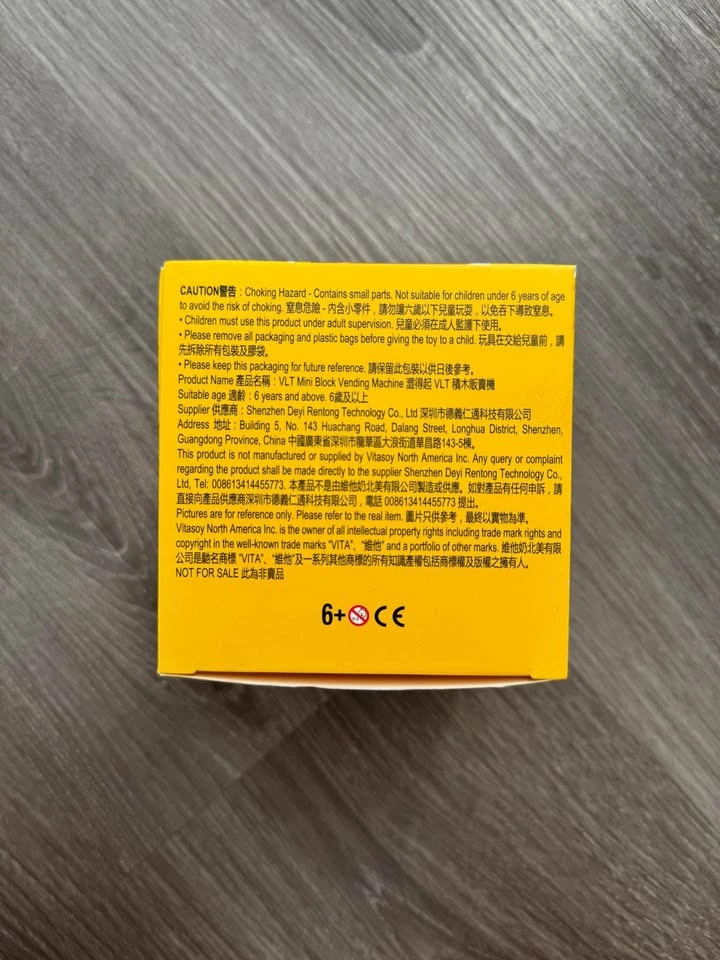 CAUTION警告 : Choking Hazard - Contains small parts. Not suitable for children under 6 years of age
to avoid the risk of choking. 窒息危險 - 內含小零件，請勿讓六歲以下兒童玩耍，以免吞下導致窒息。
• Children must use this product under adult supervision. 兒童必須在成人監護下使用。
• Please remove all packaging and plastic bags before giving the toy to a child. 玩具在交給兒童前，請
先拆除所有包裝及膠袋。
• Please keep this packaging for future reference. 請保留此包裝以供日後參考。
Product Name 產品名稱 : VLT Mini Block Vending Machine 澀得起 VLT 積木販賣機
Suitable age 適齡 : 6 years and above. 6歲及以上
Supplier 供應商 : Shenzhen Deyi Rentong Technology Co., Ltd 深圳市德義仁通科技有限公司
Address 地址 : Building 5, No. 143 Huachang Road, Dalang Street, Longhua District, Shenzhen,
Guangdong Province, China 中國廣東省深圳市龍華區大浪街道華昌路143-5棟。
This product is not manufactured or supplied by Vitasoy North America Inc. Any query or complaint
regarding the product shall be made directly to the supplier Shenzhen Deyi Rentong Technology Co.,
Ltd, Tel: 008613414455773. 本產品不是由維他奶北美有限公司製造或供應。如對產品有任何申訴，請
直接向產品供應商深圳市德義仁通科技有限公司，電話 008613414455773 提出。
Pictures are for reference only. Please refer to the real item. 圖片只供參考，最終以實物為準。
Vitasoy North America Inc. is the owner of all intellectual property rights including trade mark rights and
copyright in the well-known trade marks "VITA"、"維他" and a portfolio of other marks. 維他奶北美有限
公司是馳名商標 "VITA"、"維他"及一系列其他商標的所有知識產權包括商標權及版權之擁有人。
NOT FOR SALE 此為非賣品
6+ 0-3 CE